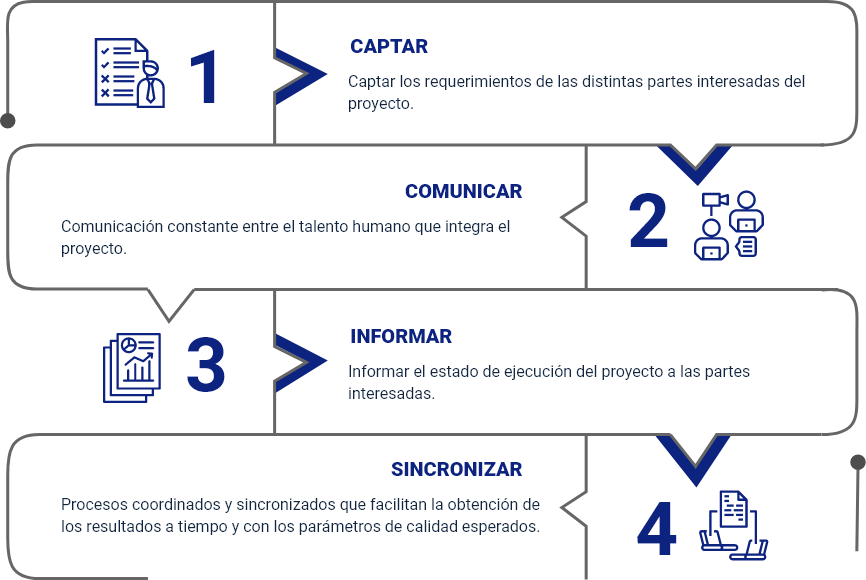 1
CAPTAR
Captar los requerimientos de las distintas partes interesadas del
proyecto.
COMUNICAR
Comunicación constante entre el talento humano que integra el
proyecto.
2
3
INFORMAR
Informar el estado de ejecución del proyecto a las partes
interesadas.
SINCRONIZAR
Procesos coordinados y sincronizados que facilitan la obtención de
los resultados a tiempo y con los parámetros de calidad esperados.
4